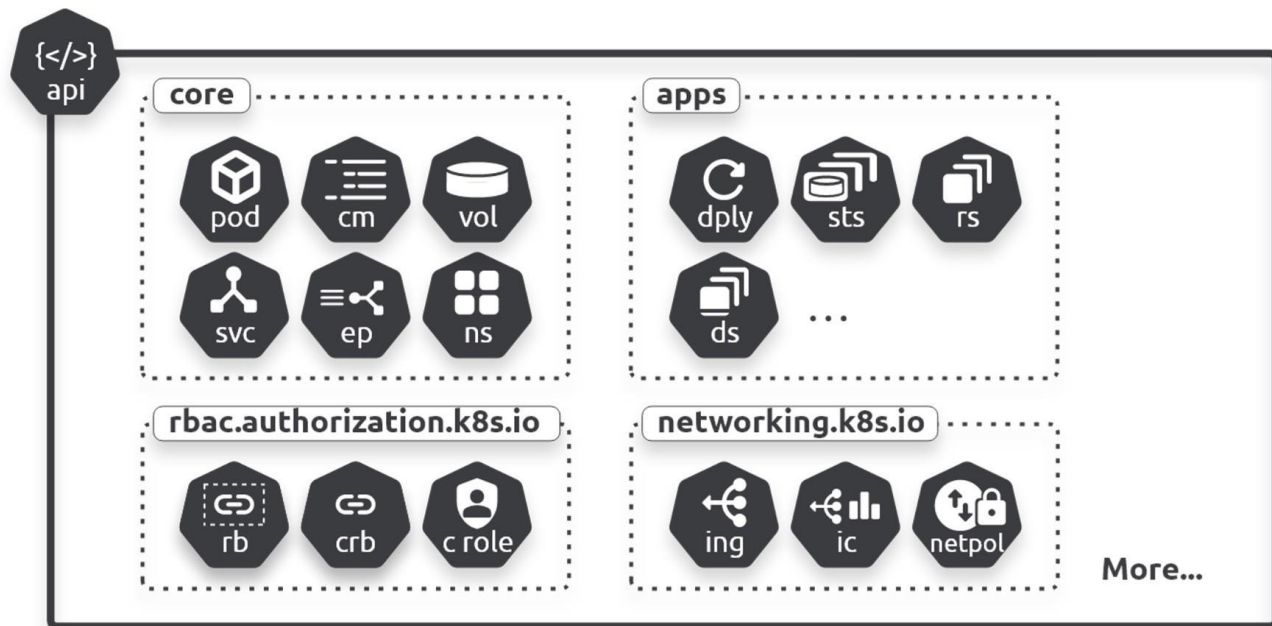 {</>}
api
core
pod
cm
vol
svc
ep
ns
apps
dply
sts
rs
ds
...
rbac.authorization.k8s.io
rb
crb
c role
networking.k8s.io
ing
ic
netpol
More...